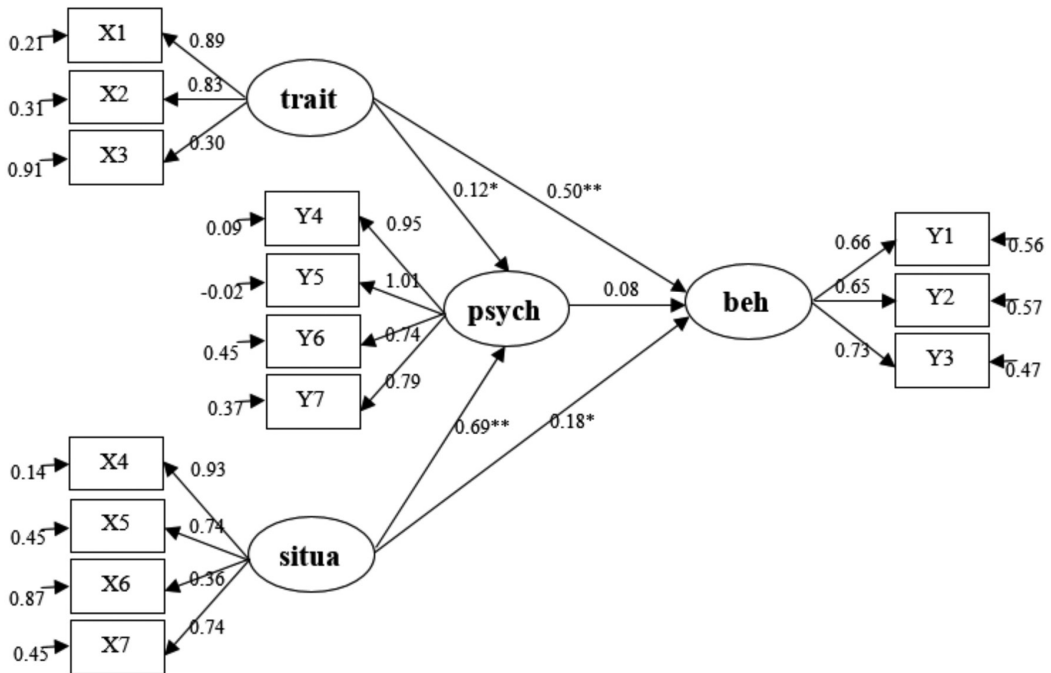 X1
0.21
0.89
X2
0.31
0.83
trait
X3
0.91
0.30
0.12*
0.50**
Y4
0.09
0.95
Y5
-0.02
1.01
Y6
0.45
0.74
Y7
0.37
0.79
psych
0.08
beh
0.66
Y1
0.56
0.65
Y2
0.57
0.73
Y3
0.47
0.69**
0.18*
X4
0.14
0.93
X5
0.45
0.74
situa
X6
0.87
0.36
X7
0.45
0.74